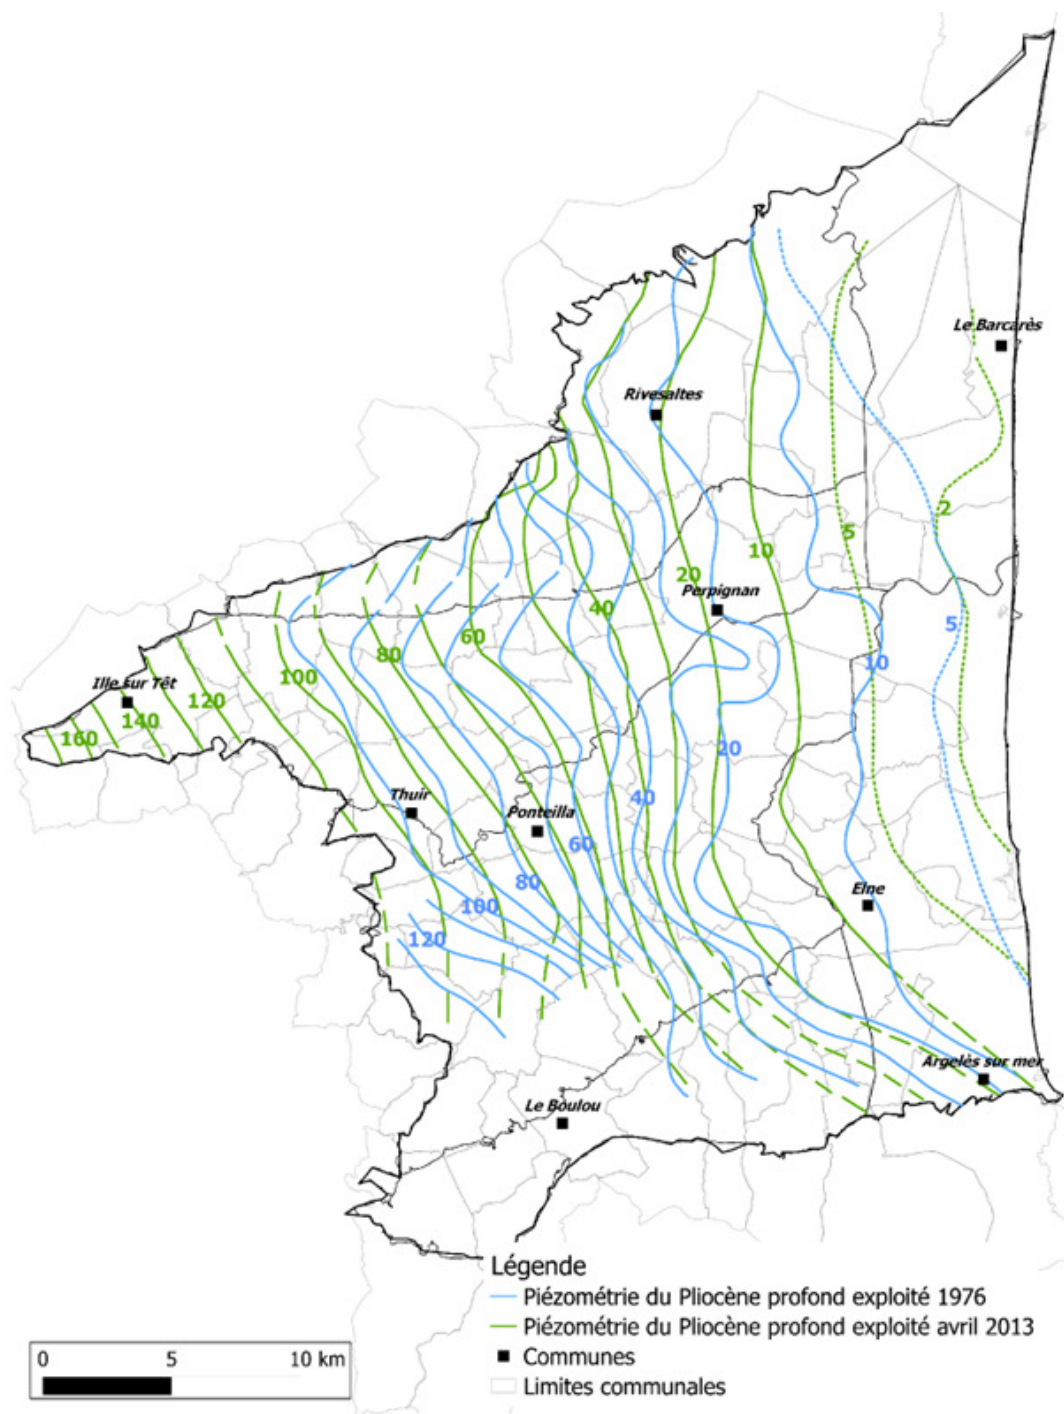 Le Barcarès
Rivesaltes
2
5
10
20
Perpignan
40
5
60
80
10
100
Ille sur Têt
120
140
160
20
Thuir
40
Ponteilla
60
80
Elne
100
120
Argelès sur mer
Le Boulou
Légende
Piézométrie du Pliocène profond exploité 1976
Piézométrie du Pliocène profond exploité avril 2013
Communes
Limites communales
0 5 10 km